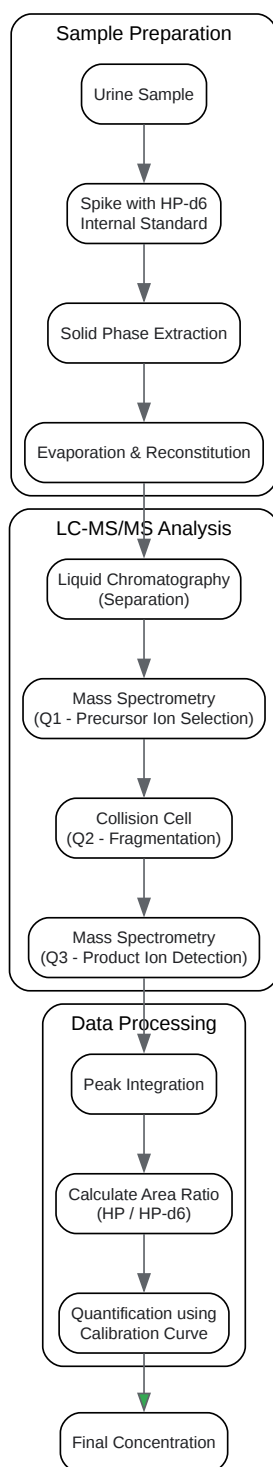 Sample Preparation
Urine Sample
Spike with HP-d6
Internal Standard
Solid Phase Extraction
Evaporation & Reconstitution
LC-MS/MS Analysis
Liquid Chromatography
(Separation)
Mass Spectrometry
(Q1 - Precursor Ion Selection)
Collision Cell
(Q2 - Fragmentation)
Mass Spectrometry
(Q3 - Product Ion Detection)
Data Processing
Peak Integration
Calculate Area Ratio
(HP / HP-d6)
Quantification using
Calibration Curve
Final Concentration